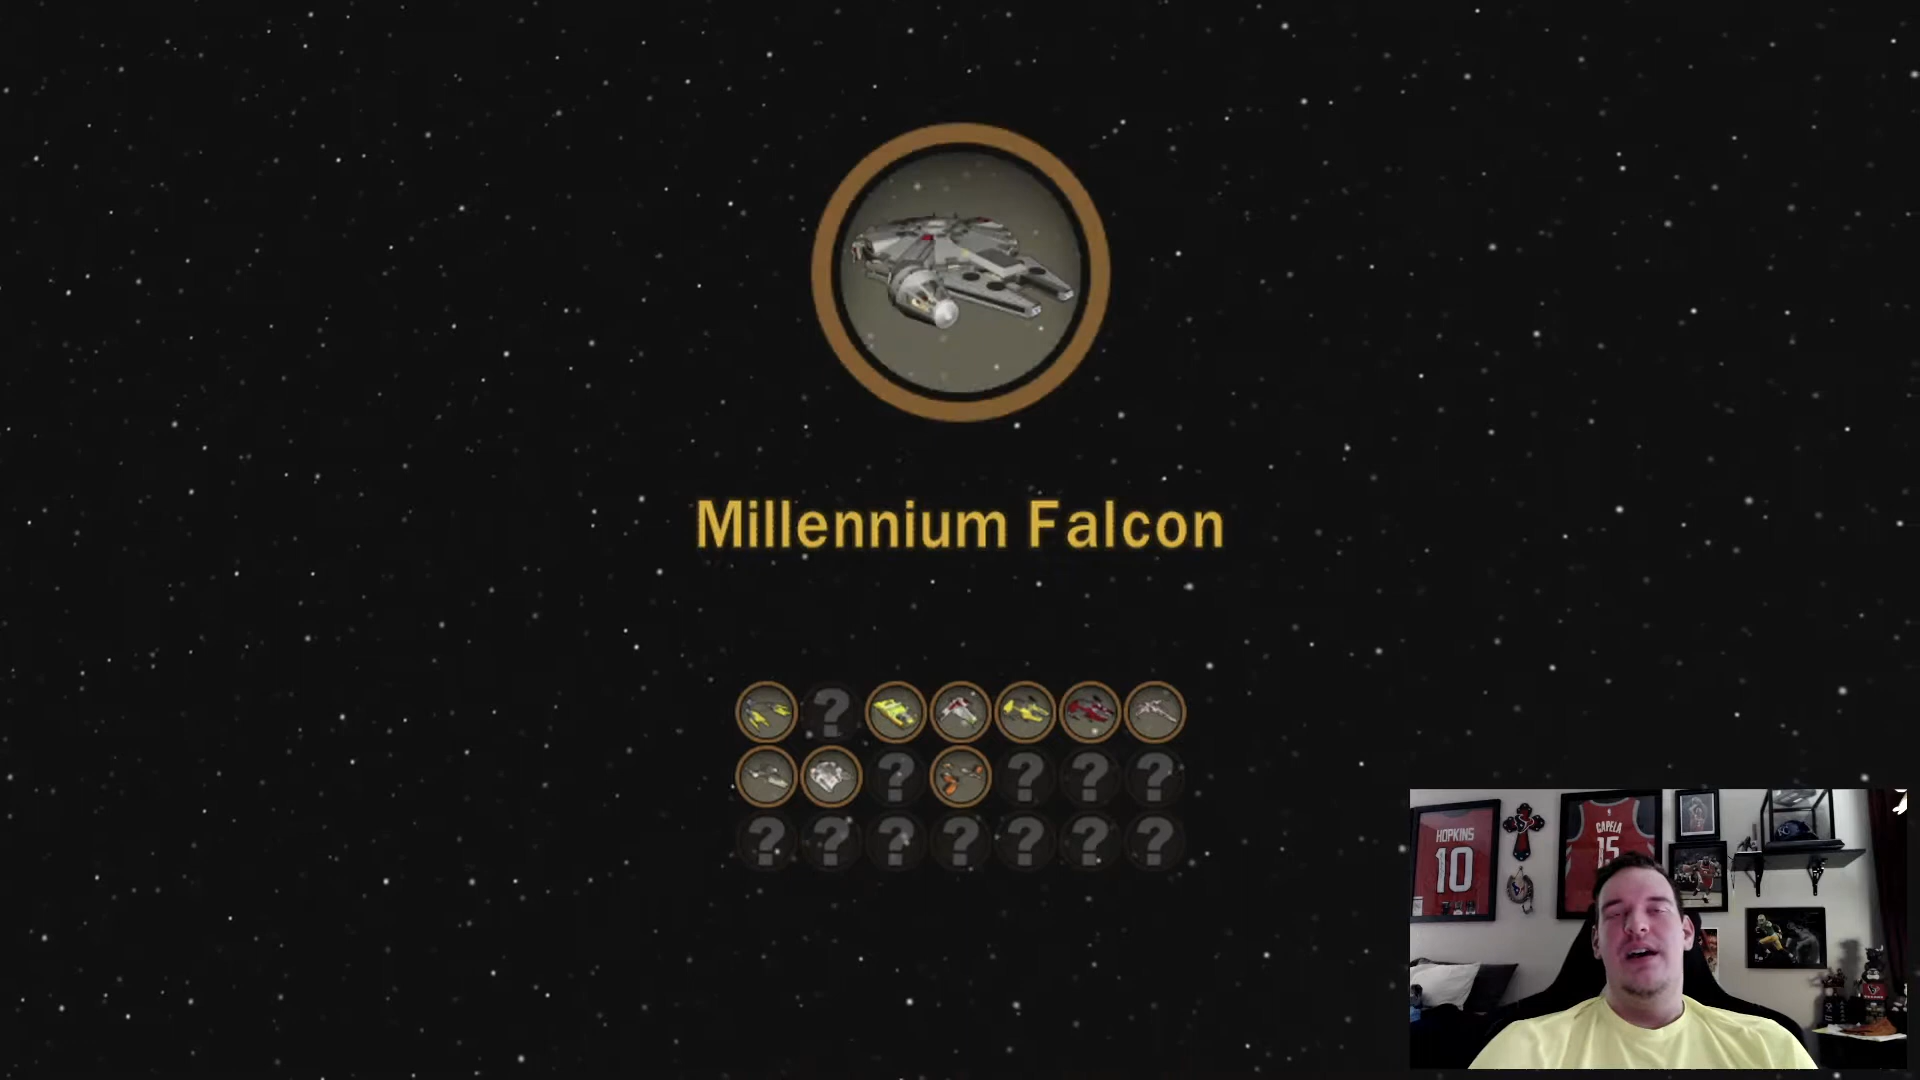 Millennium Falcon
? 
? ? ? ?
? ? ? ? ? ? ?
HOPKINS
10
CAPELA
15